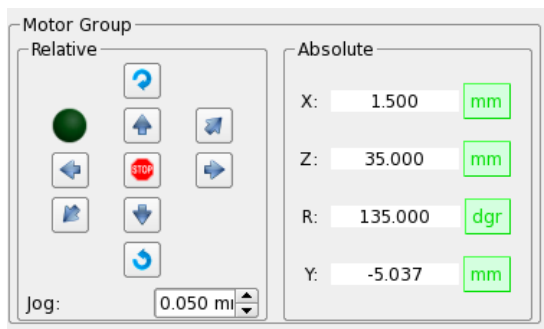 Motor Group
Relative
Absolute
X: 1.500 mm
Z: 35.000 mm
STOP
R: 135.000 dgr
Y: -5.037 mm
Jog: 0.050 m